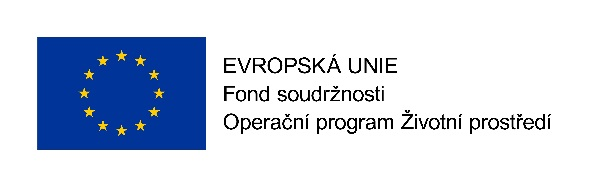 EVROPSKÁ UNIE
Fond soudržnosti
Operační program Životní prostředí